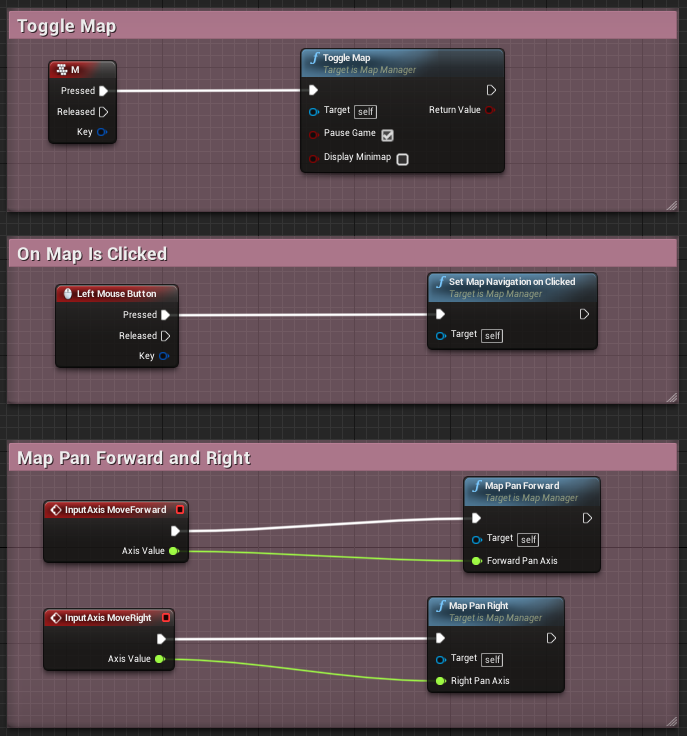 Toggle Map
M
Pressed
Released
Key
Toggle Map
Target is Map Manager
Target self
Return Value
Pause Game
Display Minimap
On Map Is Clicked
Left Mouse Button
Pressed
Released
Key
Set Map Navigation on Clicked
Target is Map Manager
Target self
Map Pan Forward and Right
InputAxis MoveForward
Axis Value
Map Pan Forward
Target is Map Manager
Target self
Forward Pan Axis
InputAxis MoveRight
Axis Value
Map Pan Right
Target is Map Manager
Target self
Right Pan Axis